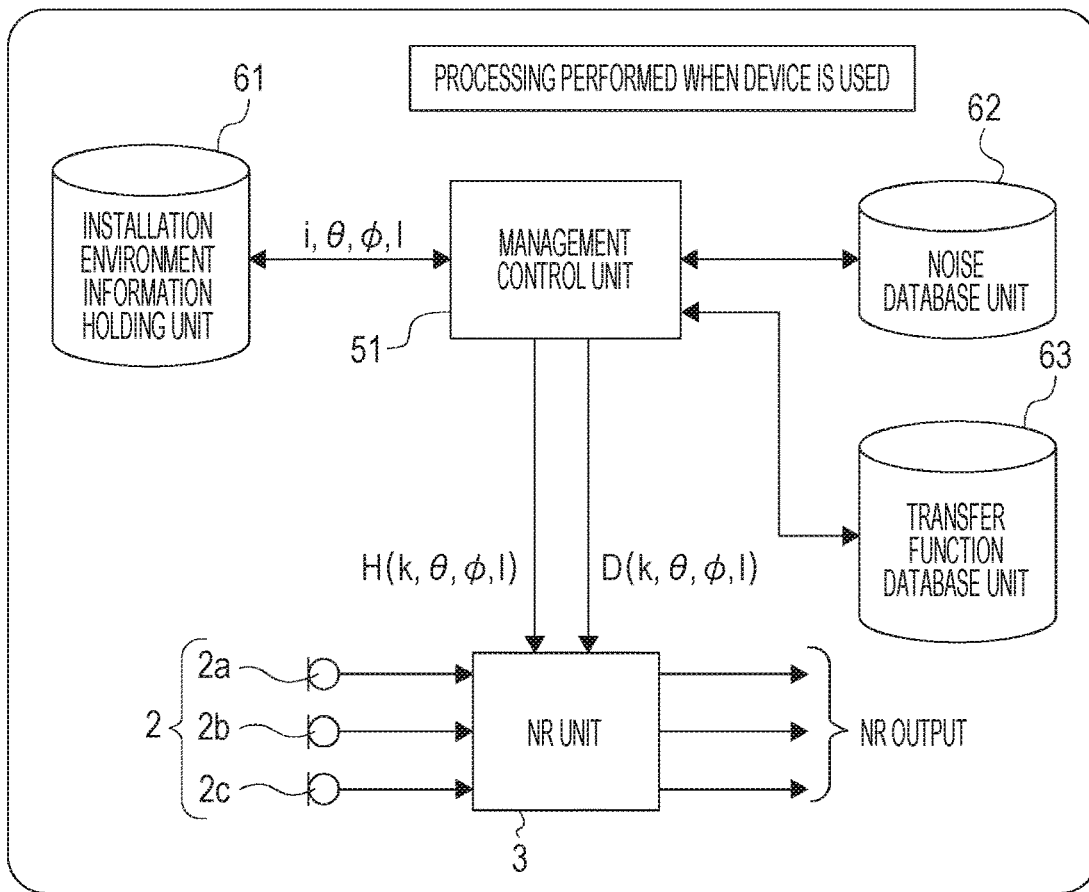 PROCESSING PERFORMED WHEN DEVICE IS USED
61
62
INSTALLATION
ENVIRONMENT
INFORMATION
HOLDING UNIT
i, θ, ϕ, l
MANAGEMENT
CONTROL UNIT
51
NOISE
DATABASE UNIT
63
TRANSFER
FUNCTION
DATABASE UNIT
H(k, θ, ϕ, l)
D(k, θ, ϕ, l)
2
2a
2b
2c
NR UNIT
3
NR OUTPUT